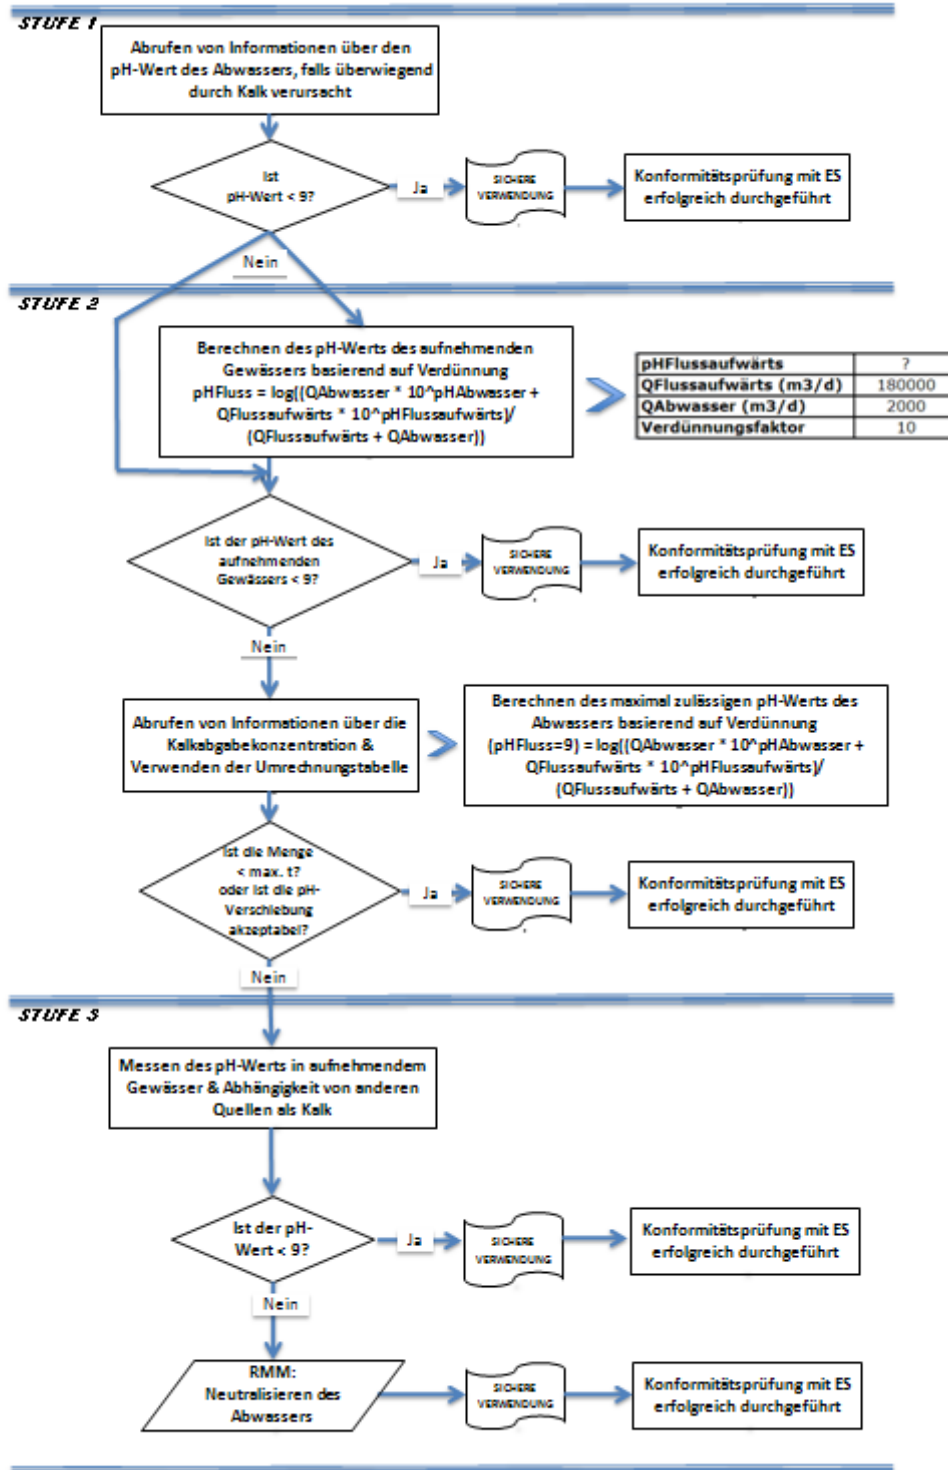 STUFE 1
Abrufen von Informationen über den
pH-Wert des Abwassers, falls überwiegend
durch Kalk verursacht
Ist
pH-Wert < 9?
Ja
SICHERE
VERWENDUNG
Konformitätsprüfung mit ES
erfolgreich durchgeführt
Nein
STUFE 2
Berechnen des pH-Werts des aufnehmenden
Gewässers basierend auf Verdünnung
pHFluss = log((QAbwasser * 10^pHAbwasser +
QFlussaufwärts * 10^pHFlussaufwärts)/
(QFlussaufwärts + QAbwasser))
pHFlussaufwärts ?
QFlussaufwärts (m3/d) 180000
QAbwasser (m3/d) 2000
Verdünnungsfaktor 10
Ist der pH-Wert des
aufnehmenden
Gewässers < 9?
Ja
SICHERE
VERWENDUNG
Konformitätsprüfung mit ES
erfolgreich durchgeführt
Nein
Abrufen von Informationen über die
Kalkabgabekonzentration &
Verwenden der Umrechnungstabelle
Berechnen des maximal zulässigen pH-Werts des
Abwassers basierend auf Verdünnung
(pHFluss=9) = log((QAbwasser * 10^pHAbwasser +
QFlussaufwärts * 10^pHFlussaufwärts)/
(QFlussaufwärts + QAbwasser))
Ist die Menge
< max. t?
oder Ist die pH-
Verschiebung
akzeptabel?
Ja
SICHERE
VERWENDUNG
Konformitätsprüfung mit ES
erfolgreich durchgeführt
Nein
STUFE 3
Messen des pH-Werts in aufnehmendem
Gewässer & Abhängigkeit von anderen
Quellen als Kalk
Ist der pH-
Wert < 9?
Ja
SICHERE
VERWENDUNG
Konformitätsprüfung mit ES
erfolgreich durchgeführt
Nein
RMM:
Neutralisieren des
Abwassers
SICHERE
VERWENDUNG
Konformitätsprüfung mit ES
erfolgreich durchgeführt